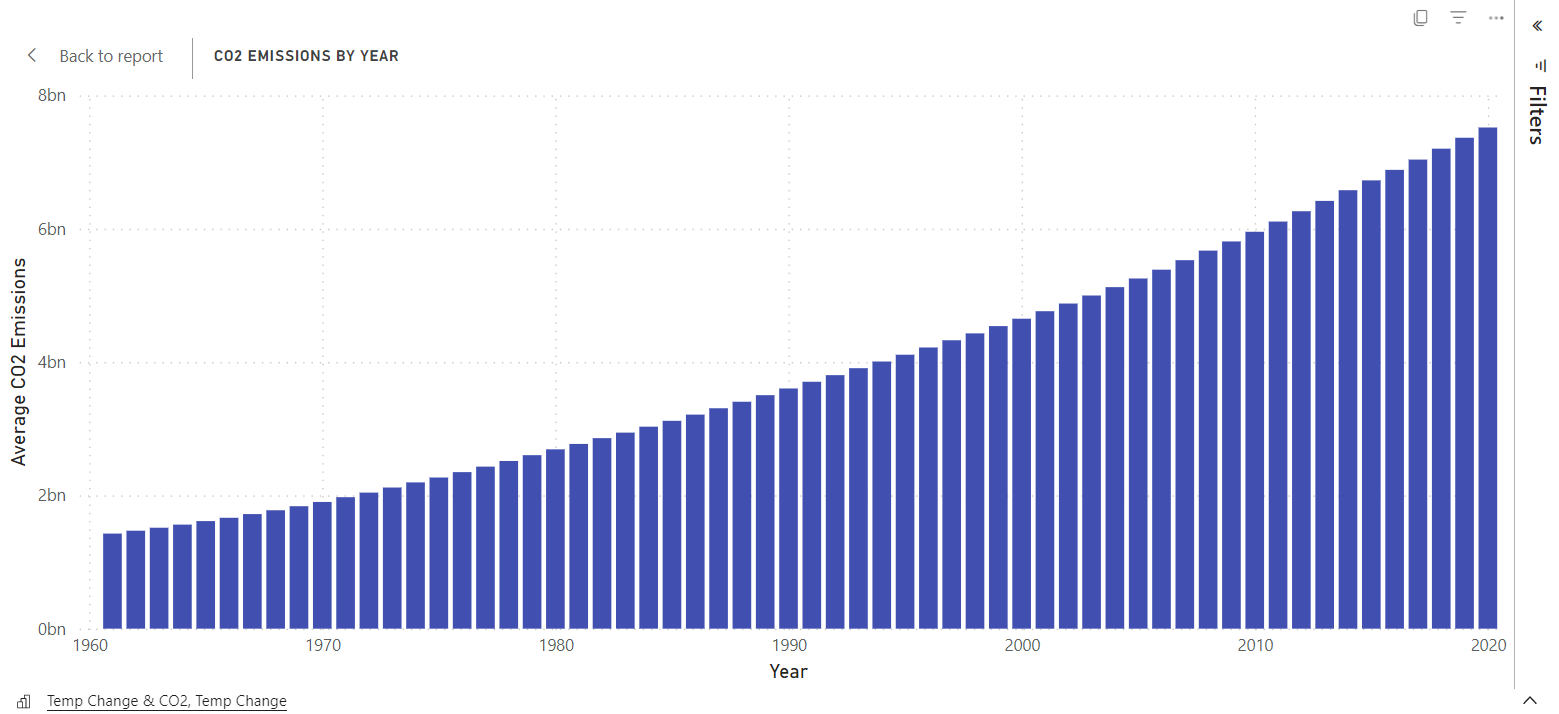 Back to report
CO2 EMISSIONS BY YEAR
Filters
8bn
6bn
4bn
2bn
0bn
Average CO2 Emissions
1960 1970 1980 1990 2000 2010 2020
Year
Temp Change & CO2, Temp Change